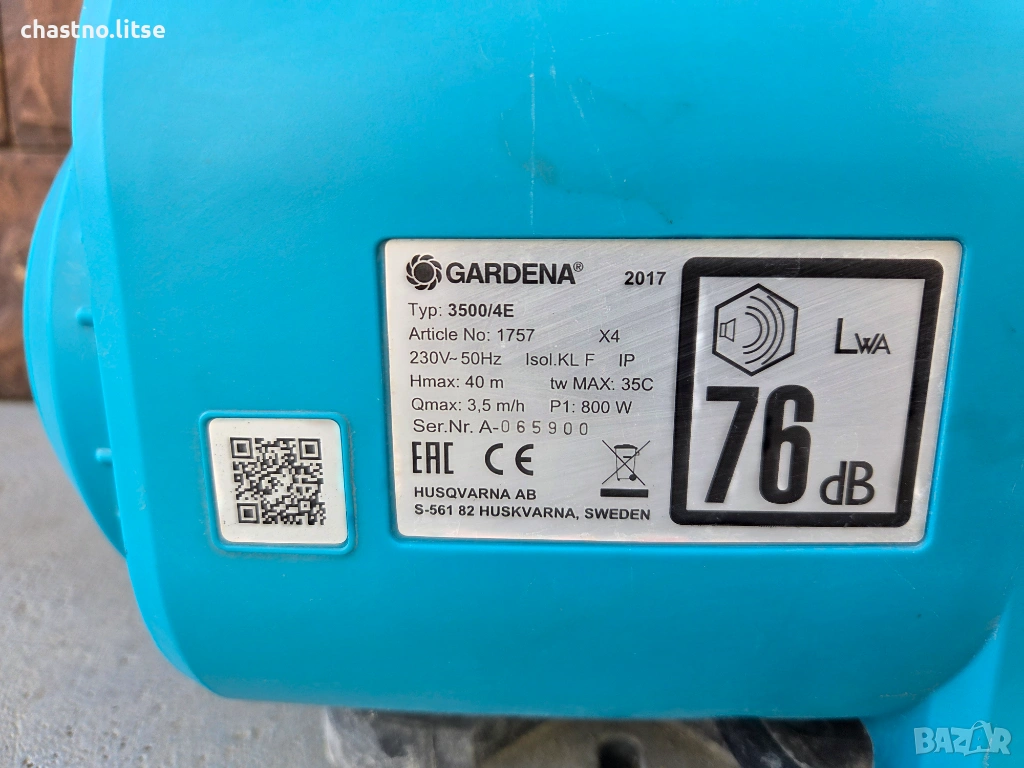 chastno.litse
GARDENA® 2017
Typ: 3500/4E
Article No: 1757 X4
230V~ 50Hz Isol.KL F IP X4
Hmax: 40 m tw MAX: 35C
Qmax: 3,5 m/h P1: 800 W
Ser.Nr. A-065900
EAC CE
HUSQVARNA AB
S-561 82 HUSKVARNA, SWEDEN
LWA
76 dB
BAZAR